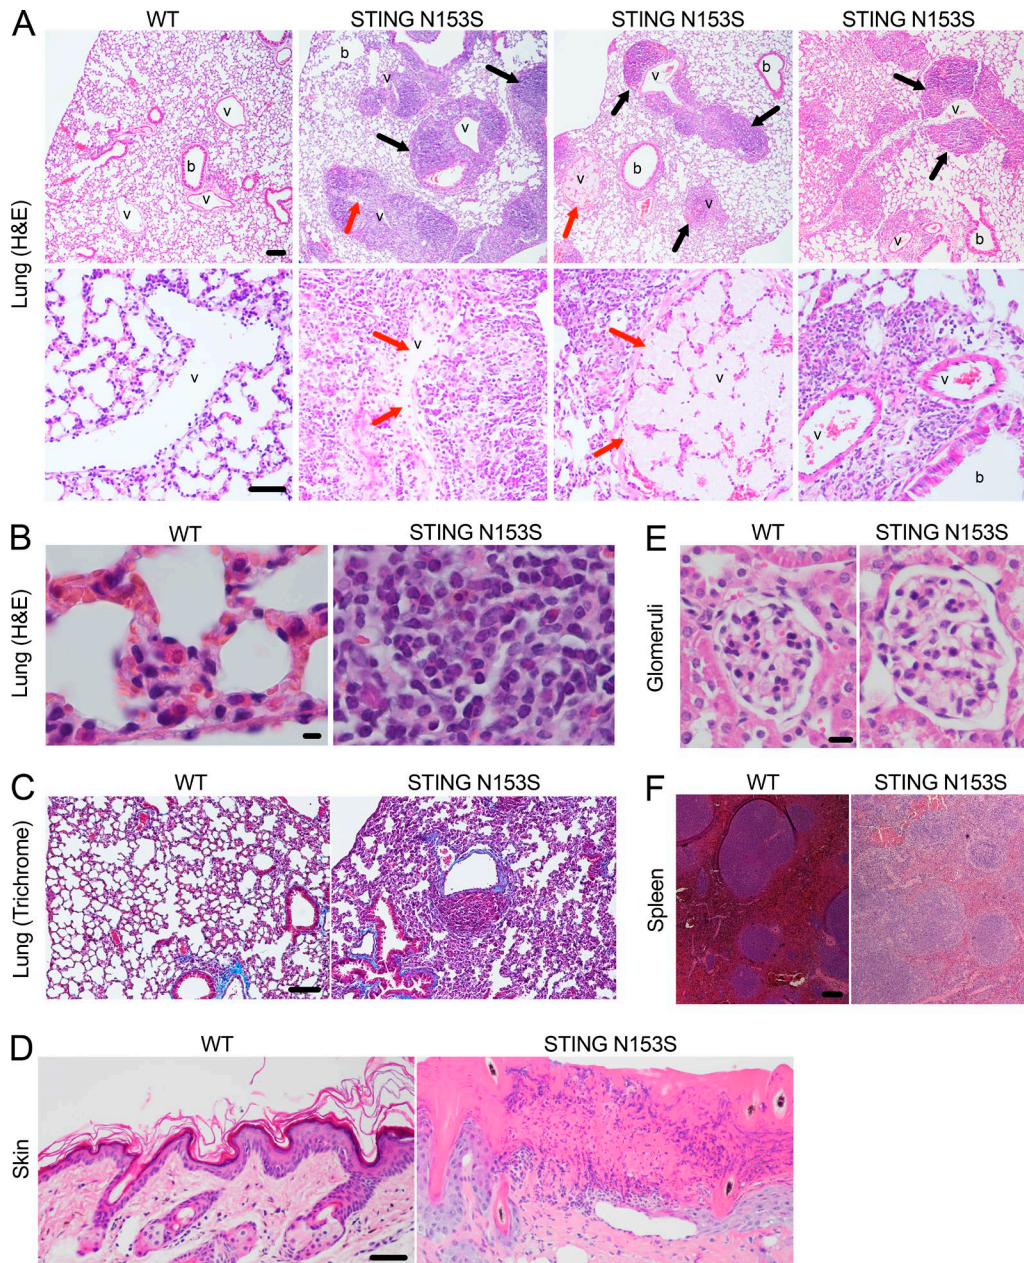 A
WT
STING N153S
STING N153S
STING N153S
Lung (H&E)
v
b
v
v
b
v
v
v
v
b
v
v
v
v
b
v
v
v
v
v
b
B
WT
STING N153S
Lung (H&E)
E
WT
STING N153S
Glomeruli
C
WT
STING N153S
Lung (Trichrome)
F
WT
STING N153S
Spleen
D
WT
STING N153S
Skin